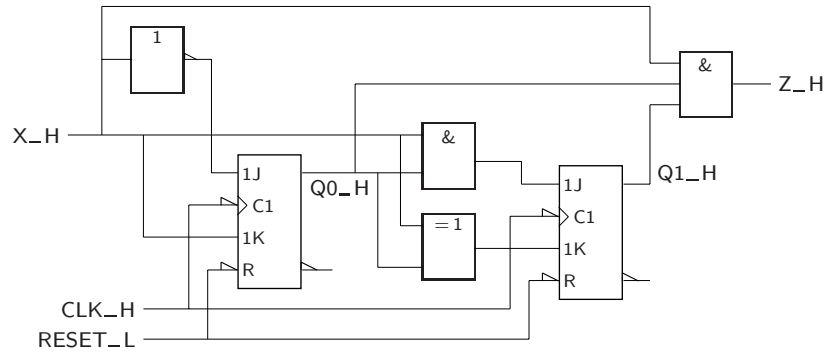 1
&
Z_H
X_H
&
1J
Q0_H
Q1_H
1J
C1
= 1
C1
1K
1K
R
R
CLK_H
RESET_L